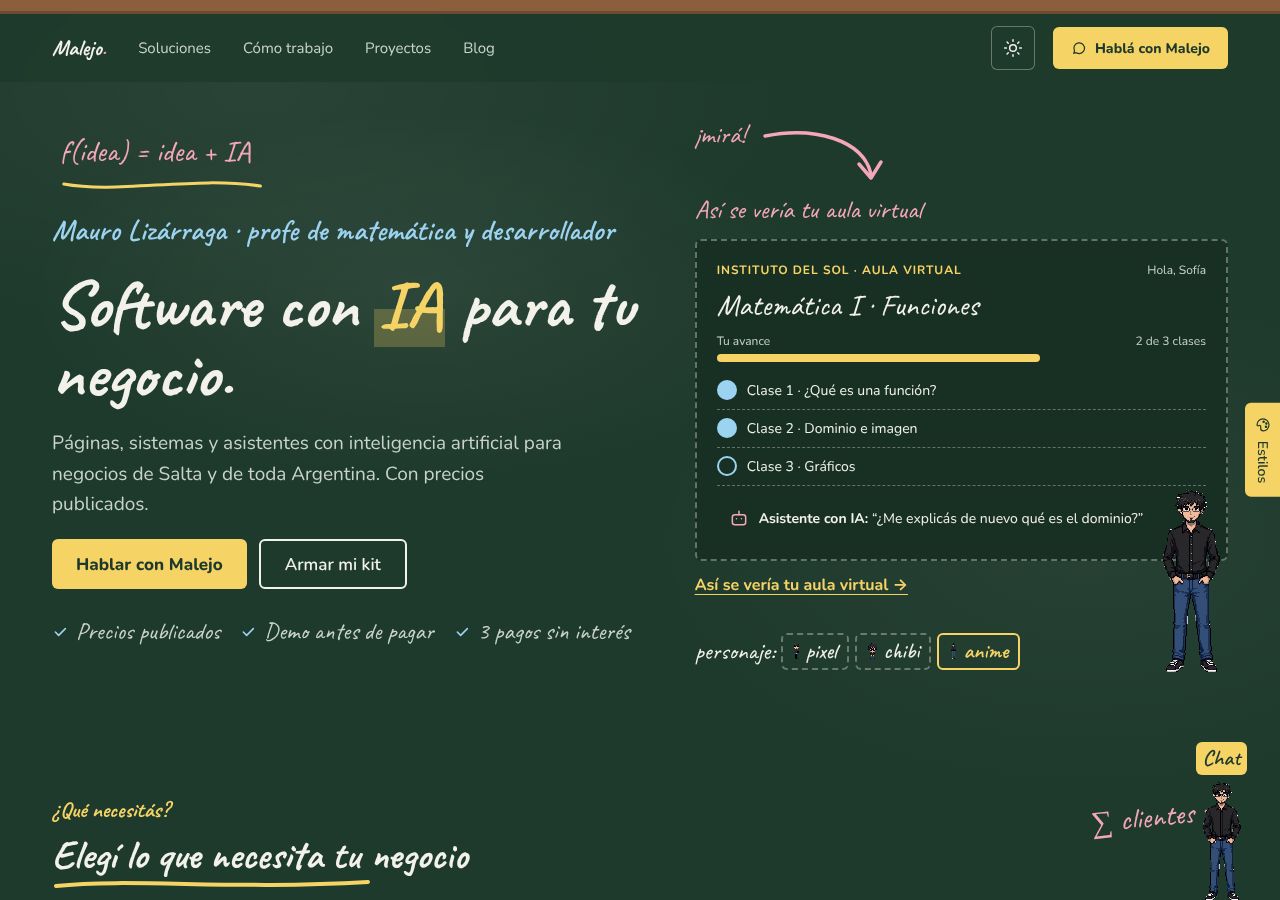 Malejo.
Soluciones
Cómo trabajo
Proyectos
Blog
Hablá con Malejo
f(idea) = idea + IA
Mauro Lizárraga · profe de matemática y desarrollador
Software con IA para tu
negocio.
Páginas, sistemas y asistentes con inteligencia artificial para
negocios de Salta y de toda Argentina. Con precios
publicados.
Hablar con Malejo
Armar mi kit
Precios publicados
Demo antes de pagar
3 pagos sin interés
¡mirá!
Así se vería tu aula virtual
INSTITUTO DEL SOL · AULA VIRTUAL
Hola, Sofía
Matemática I · Funciones
Tu avance
2 de 3 clases
Clase 1 · ¿Qué es una función?
Clase 2 · Dominio e imagen
Clase 3 · Gráficos
Asistente con IA: “¿Me explicás de nuevo qué es el dominio?”
Así se vería tu aula virtual →
personaje: pixel chibi anime
Estilos
Chat
∑ clientes
¿Qué necesitás?
Elegí lo que necesita tu negocio